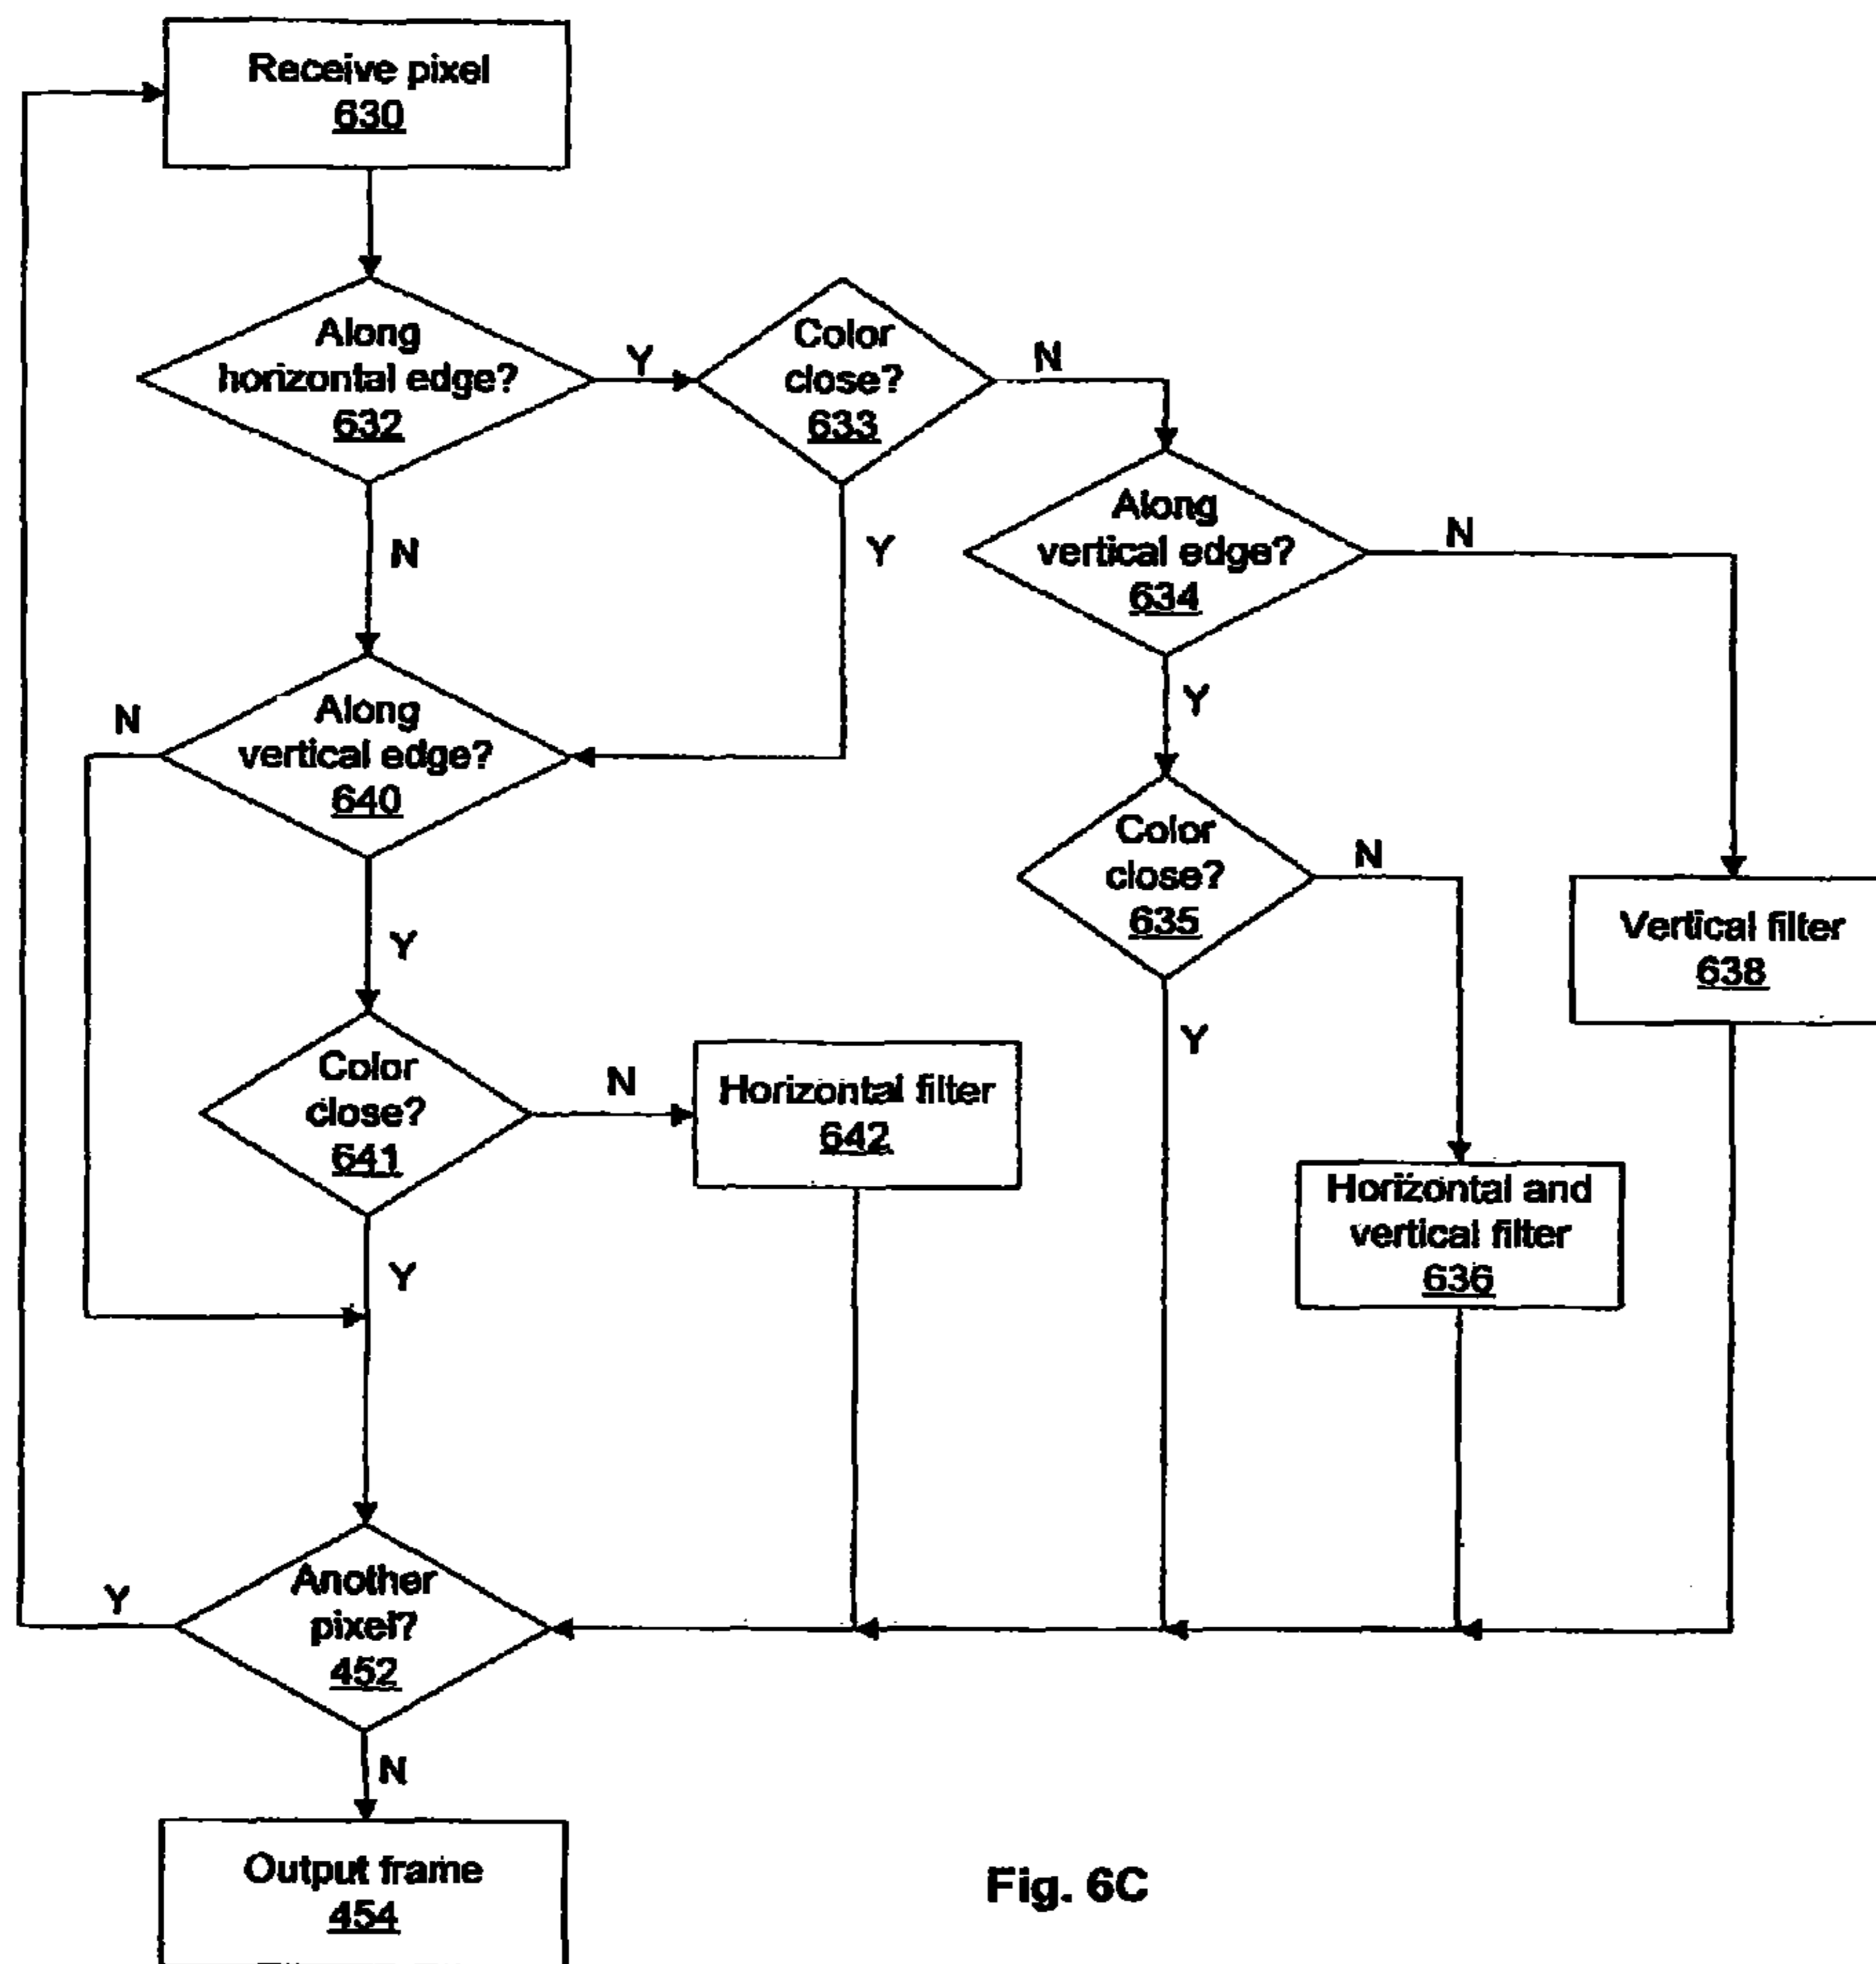 Receive pixel
630
Along
horizontal edge?
632
Y
Color
close?
633
N
N
Y
Along
vertical edge?
634
N
Y
Along
vertical edge?
640
N
Y
Color
close?
635
N
Y
Vertical filter
638
Color
close?
641
N
Horizontal filter
642
Y
Horizontal and
vertical filter
636
Another
pixel?
452
Y
N
Output frame
454
Fig. 6C